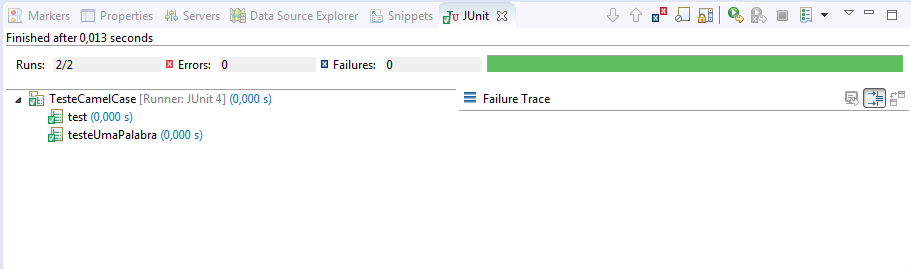 Markers Properties Servers Data Source Explorer Snippets JUnit
Finished after 0,013 seconds
Runs: 2/2 Errors: 0 Failures: 0
TesteCamelCase [Runner: JUnit 4] (0,000 s)
Failure Trace
test (0,000 s)
testeUmaPalabra (0,000 s)